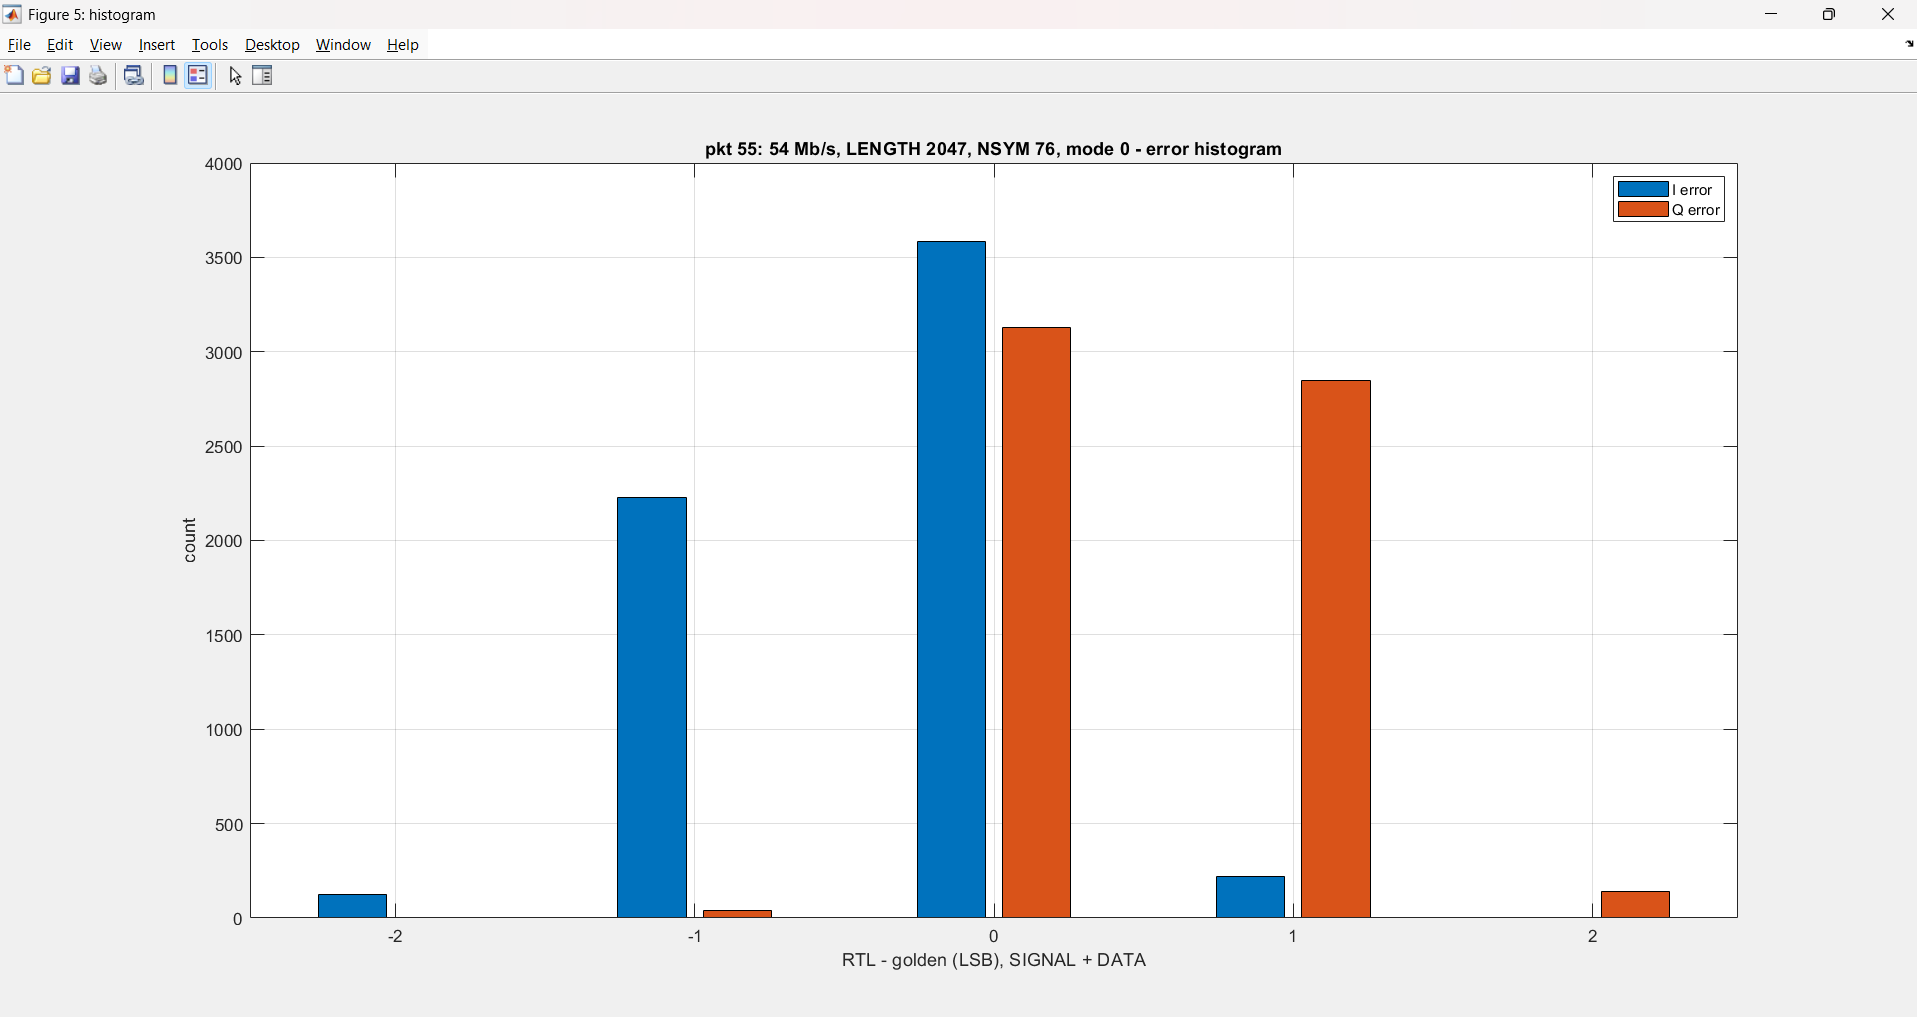 Figure 5: histogram
File Edit View Insert Tools Desktop Window Help
pkt 55: 54 Mb/s, LENGTH 2047, NSYM 76, mode 0 - error histogram
I error
Q error
4000
3500
3000
2500
2000
1500
1000
500
0
count
-2 -1 0 1 2
RTL - golden (LSB), SIGNAL + DATA